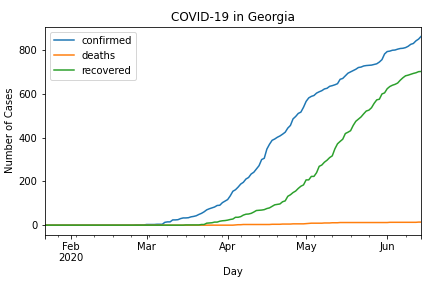 COVID-19 in Georgia
confirmed
deaths
recovered
Number of Cases
800
600
400
200
0
Feb
2020
Mar
Apr
May
Jun
Day